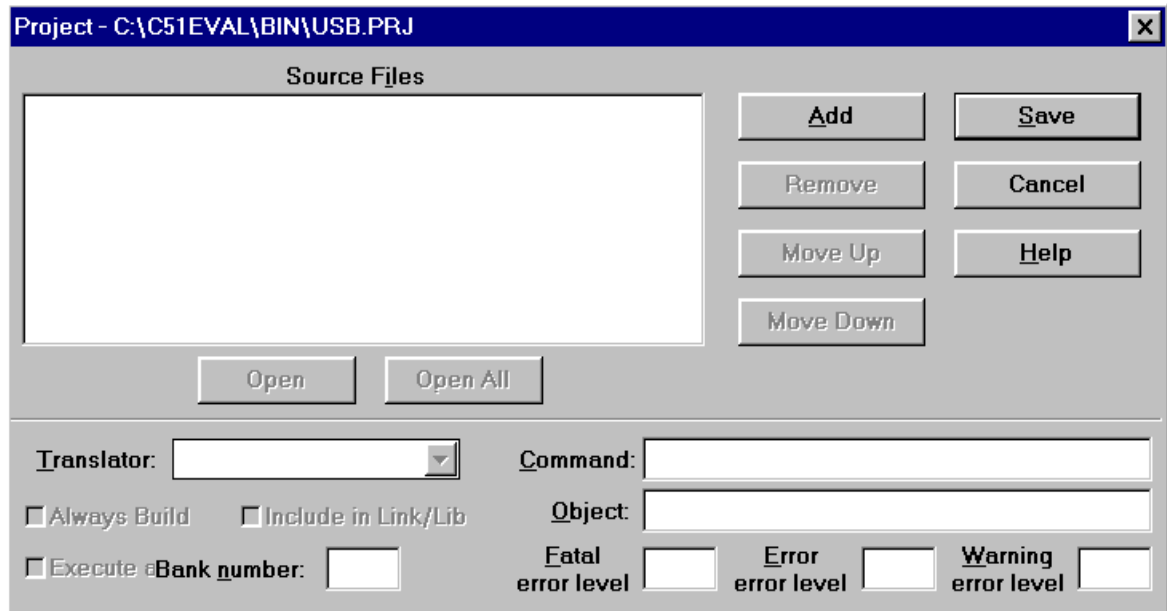 Project - C:\C51EVAL\BIN\USB.PRJ
Source Files
Add
Save
Remove
Cancel
Move Up
Help
Move Down
Open
Open All
Translator:
Command:
Always Build
Include in Link/Lib
Object:
Execute a
Bank number:
Fatal
error level
Error
error level
Warning
error level